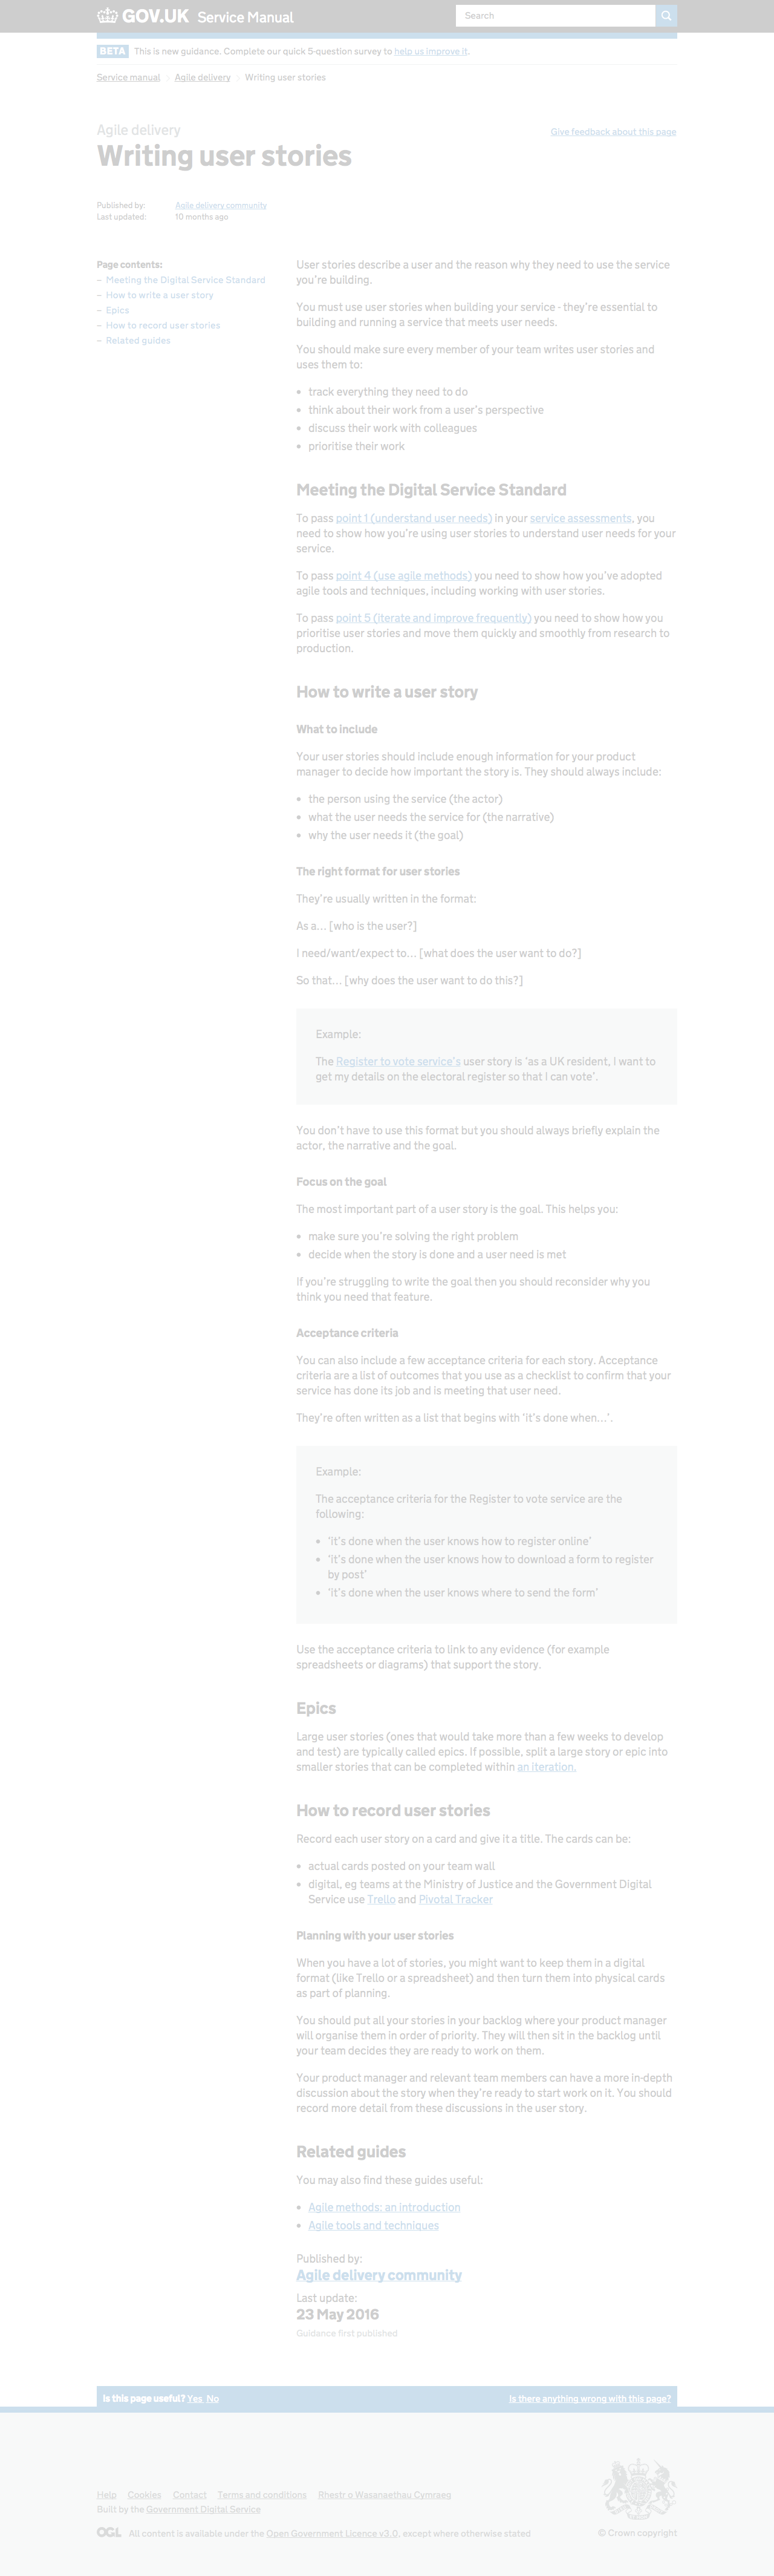 GOV.UK Service Manual
Search
BETA This is new guidance. Complete our quick 5-question survey to help us improve it.
Service manual Agile delivery Writing user stories
Agile delivery
Give feedback about this page
Writing user stories
Published by: Agile delivery community
Last updated: 10 months ago
Page contents:
– Meeting the Digital Service Standard
– How to write a user story
– Epics
– How to record user stories
– Related guides
User stories describe a user and the reason why they need to use the service
you’re building.
You must use user stories when building your service - they’re essential to
building and running a service that meets user needs.
You should make sure every member of your team writes user stories and
uses them to:
• track everything they need to do
• think about their work from a user’s perspective
• discuss their work with colleagues
• prioritise their work
Meeting the Digital Service Standard
To pass point 1 (understand user needs) in your service assessments, you
need to show how you’re using user stories to understand user needs for your
service.
To pass point 4 (use agile methods) you need to show how you’ve adopted
agile tools and techniques, including working with user stories.
To pass point 5 (iterate and improve frequently) you need to show how you
prioritise user stories and move them quickly and smoothly from research to
production.
How to write a user story
What to include
Your user stories should include enough information for your product
manager to decide how important the story is. They should always include:
• the person using the service (the actor)
• what the user needs the service for (the narrative)
• why the user needs it (the goal)
The right format for user stories
They’re usually written in the format:
As a… [who is the user?]
I need/want/expect to… [what does the user want to do?]
So that… [why does the user want to do this?]
Example:
The Register to vote service’s user story is ‘as a UK resident, I want to
get my details on the electoral register so that I can vote’.
You don’t have to use this format but you should always briefly explain the
actor, the narrative and the goal.
Focus on the goal
The most important part of a user story is the goal. This helps you:
• make sure you’re solving the right problem
• decide when the story is done and a user need is met
If you’re struggling to write the goal then you should reconsider why you
think you need that feature.
Acceptance criteria
You can also include a few acceptance criteria for each story. Acceptance
criteria are a list of outcomes that you use as a checklist to confirm that your
service has done its job and is meeting that user need.
They’re often written as a list that begins with ‘it’s done when…’.
Example:
The acceptance criteria for the Register to vote service are the
following:
• ‘it’s done when the user knows how to register online’
• ‘it’s done when the user knows how to download a form to register
by post’
• ‘it’s done when the user knows where to send the form’
Use the acceptance criteria to link to any evidence (for example
spreadsheets or diagrams) that support the story.
Epics
Large user stories (ones that would take more than a few weeks to develop
and test) are typically called epics. If possible, split a large story or epic into
smaller stories that can be completed within an iteration.
How to record user stories
Record each user story on a card and give it a title. The cards can be:
• actual cards posted on your team wall
• digital, eg teams at the Ministry of Justice and the Government Digital
Service use Trello and Pivotal Tracker
Planning with your user stories
When you have a lot of stories, you might want to keep them in a digital
format (like Trello or a spreadsheet) and then turn them into physical cards
as part of planning.
You should put all your stories in your backlog where your product manager
will organise them in order of priority. They will then sit in the backlog until
your team decides they are ready to work on them.
Your product manager and relevant team members can have a more in-depth
discussion about the story when they’re ready to start work on it. You should
record more detail from these discussions in the user story.
Related guides
You may also find these guides useful:
• Agile methods: an introduction
• Agile tools and techniques
Published by:
Agile delivery community
Last update:
23 May 2016
Guidance first published
Is this page useful? Yes No
Is there anything wrong with this page?
Help Cookies Contact Terms and conditions Rhestr o Wasanaethau Cymraeg
Built by the Government Digital Service
OGL All content is available under the Open Government Licence v3.0, except where otherwise stated
© Crown copyright